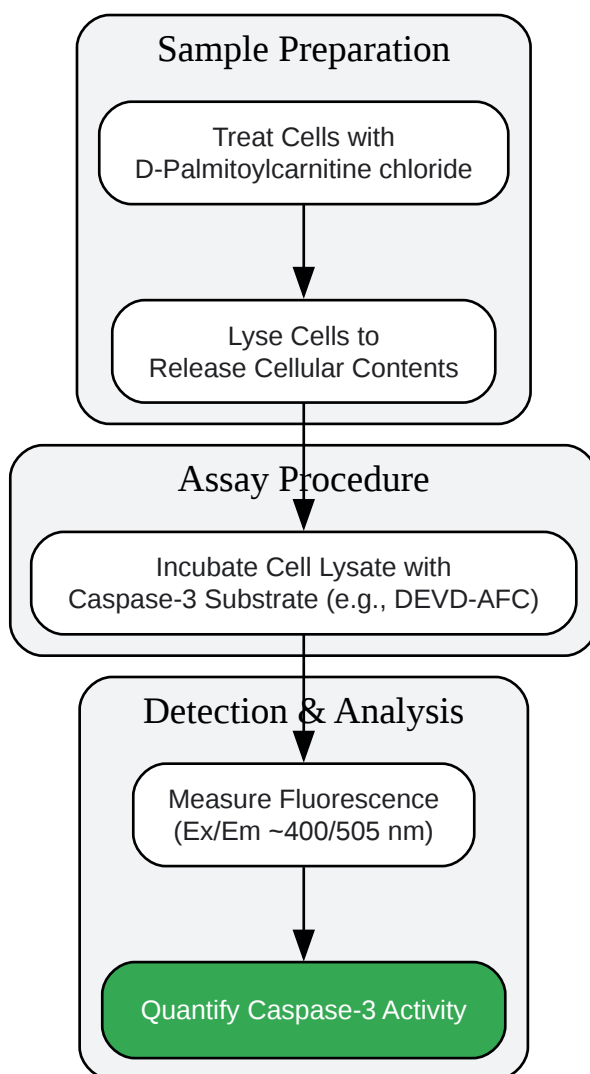 Sample Preparation
Treat Cells with
D-Palmitoylcarnitine chloride
Lyse Cells to
Release Cellular Contents
Assay Procedure
Incubate Cell Lysate with
Caspase-3 Substrate (e.g., DEVD-AFC)
Detection & Analysis
Measure Fluorescence
(Ex/Em ~400/505 nm)
Quantify Caspase-3 Activity